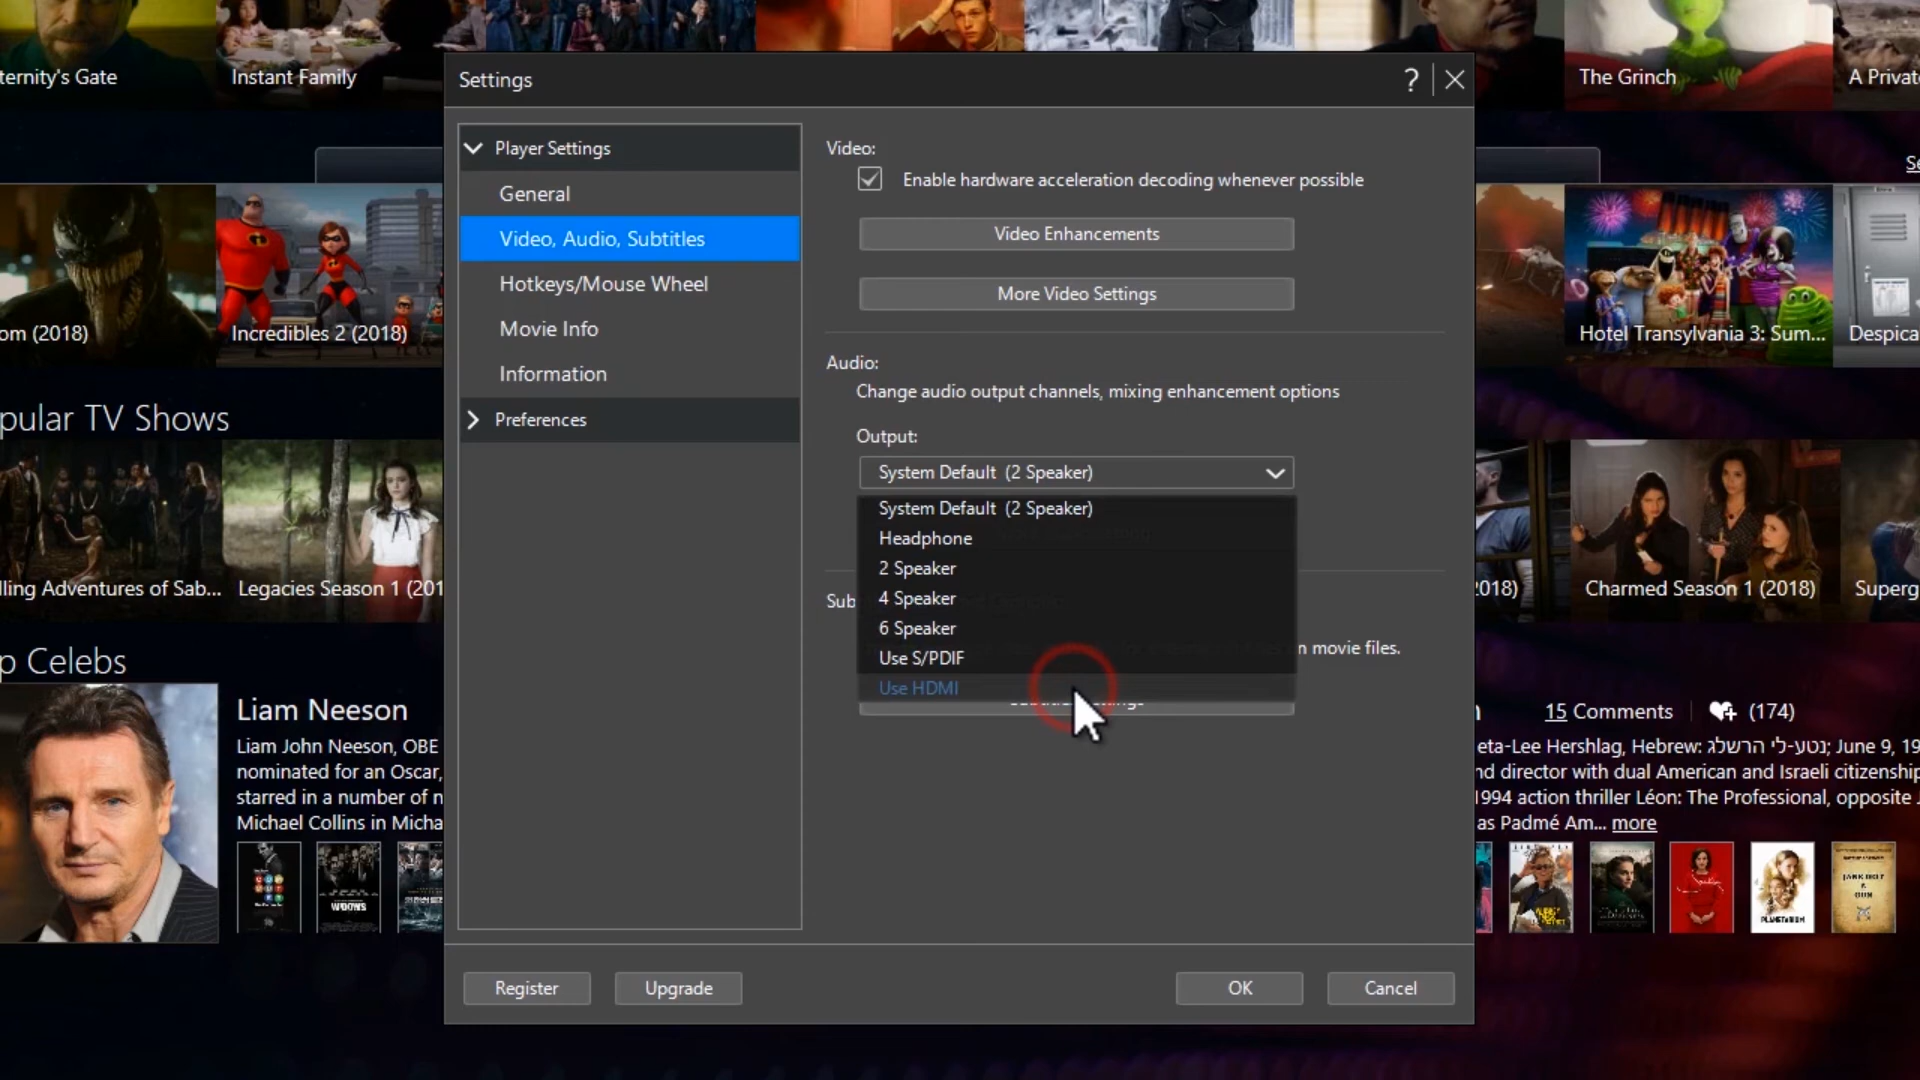 ternity's Gate
Instant Family
The Grinch
A Privat
Settings
?
Player Settings
General
Video, Audio, Subtitles
Hotkeys/Mouse Wheel
Movie Info
Information
Preferences
Video:
Enable hardware acceleration decoding whenever possible
Video Enhancements
More Video Settings
Audio:
Change audio output channels, mixing enhancement options
Output:
System Default (2 Speaker)
System Default (2 Speaker)
Headphone
2 Speaker
4 Speaker
6 Speaker
Use S/PDIF
Use HDMI
Sub
n movie files.
Register
Upgrade
OK
Cancel
Se
om (2018)
Incredibles 2 (2018)
Hotel Transylvania 3: Sum...
Despica
pular TV Shows
lling Adventures of Sab...
Legacies Season 1 (201
2018)
Charmed Season 1 (2018)
Superg
p Celebs
Liam Neeson
Liam John Neeson, OBE
nominated for an Oscar,
starred in a number of n
Michael Collins in Micha
WIDOWS
15 Comments
(174)
eta-Lee Hershlag, Hebrew: נטע-לי הרשלג; June 9, 19
nd director with dual American and Israeli citizenship
1994 action thriller Léon: The Professional, opposite J
as Padmé Am... more
PLANETARIUM
JANE GOT
A
GUN